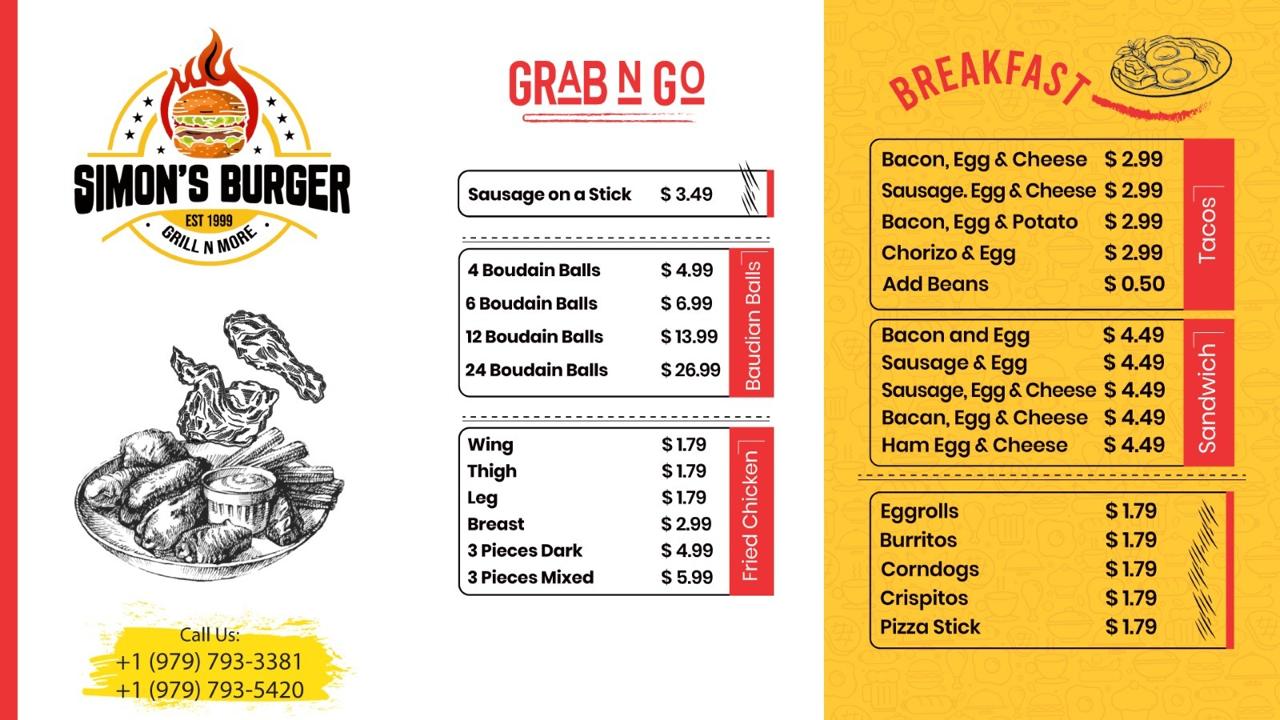 SIMON'S BURGER
EST 1999
GRILL N MORE
Call Us:
+1 (979) 793-3381
+1 (979) 793-5420
GRAB N GO
Sausage on a Stick $ 3.49
4 Boudain Balls $ 4.99
6 Boudain Balls $ 6.99
12 Boudain Balls $ 13.99
24 Boudain Balls $ 26.99
Baudian Balls
Wing $ 1.79
Thigh $ 1.79
Leg $ 1.79
Breast $ 2.99
3 Pieces Dark $ 4.99
3 Pieces Mixed $ 5.99
Fried Chicken
BREAKFAST
Bacon, Egg & Cheese $ 2.99
Sausage. Egg & Cheese $ 2.99
Bacon, Egg & Potato $ 2.99
Chorizo & Egg $ 2.99
Add Beans $ 0.50
Tacos
Bacon and Egg $ 4.49
Sausage & Egg $ 4.49
Sausage, Egg & Cheese $ 4.49
Bacan, Egg & Cheese $ 4.49
Ham Egg & Cheese $ 4.49
Sandwich
Eggrolls $ 1.79
Burritos $ 1.79
Corndogs $ 1.79
Crispitos $ 1.79
Pizza Stick $ 1.79